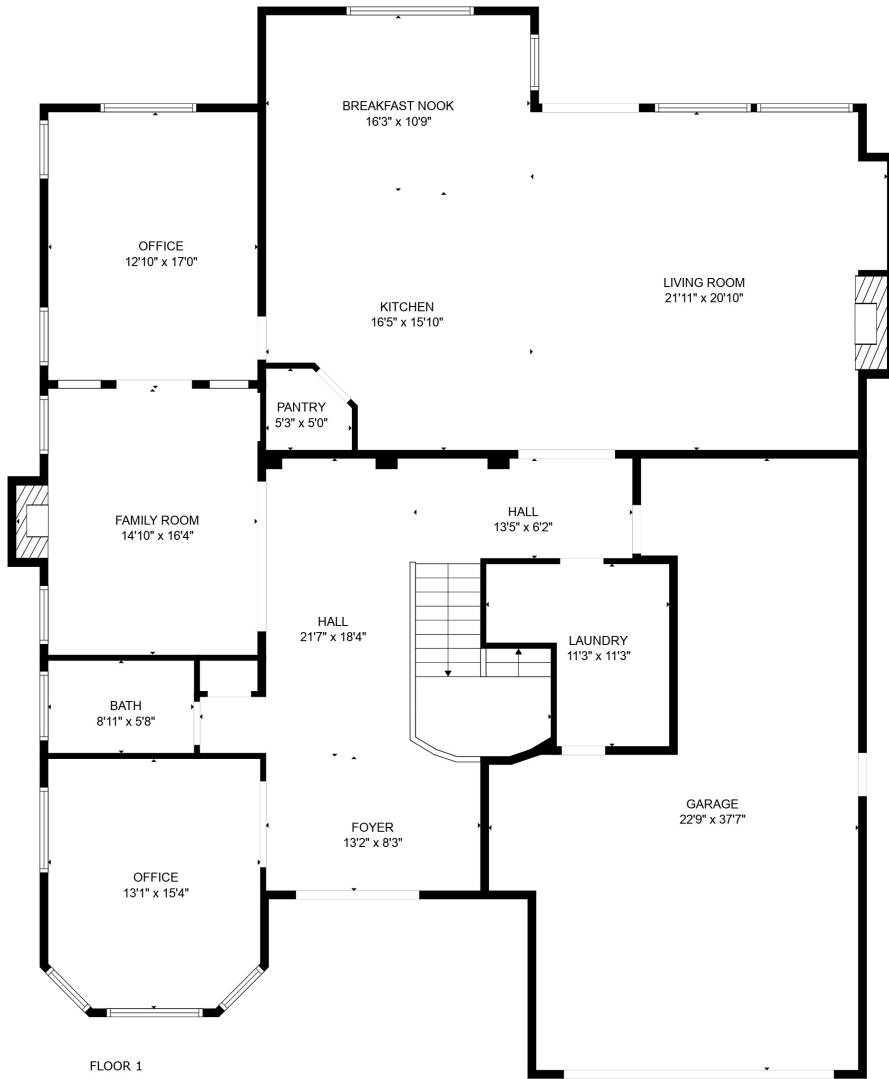 BREAKFAST NOOK
16'3" x 10'9"
OFFICE
12'10" x 17'0"
LIVING ROOM
21'11" x 20'10"
KITCHEN
16'5" x 15'10"
PANTRY
5'3" x 5'0"
FAMILY ROOM
14'10" x 16'4"
HALL
13'5" x 6'2"
HALL
21'7" x 18'4"
LAUNDRY
11'3" x 11'3"
BATH
8'11" x 5'8"
GARAGE
22'9" x 37'7"
FOYER
13'2" x 8'3"
OFFICE
13'1" x 15'4"
FLOOR 1